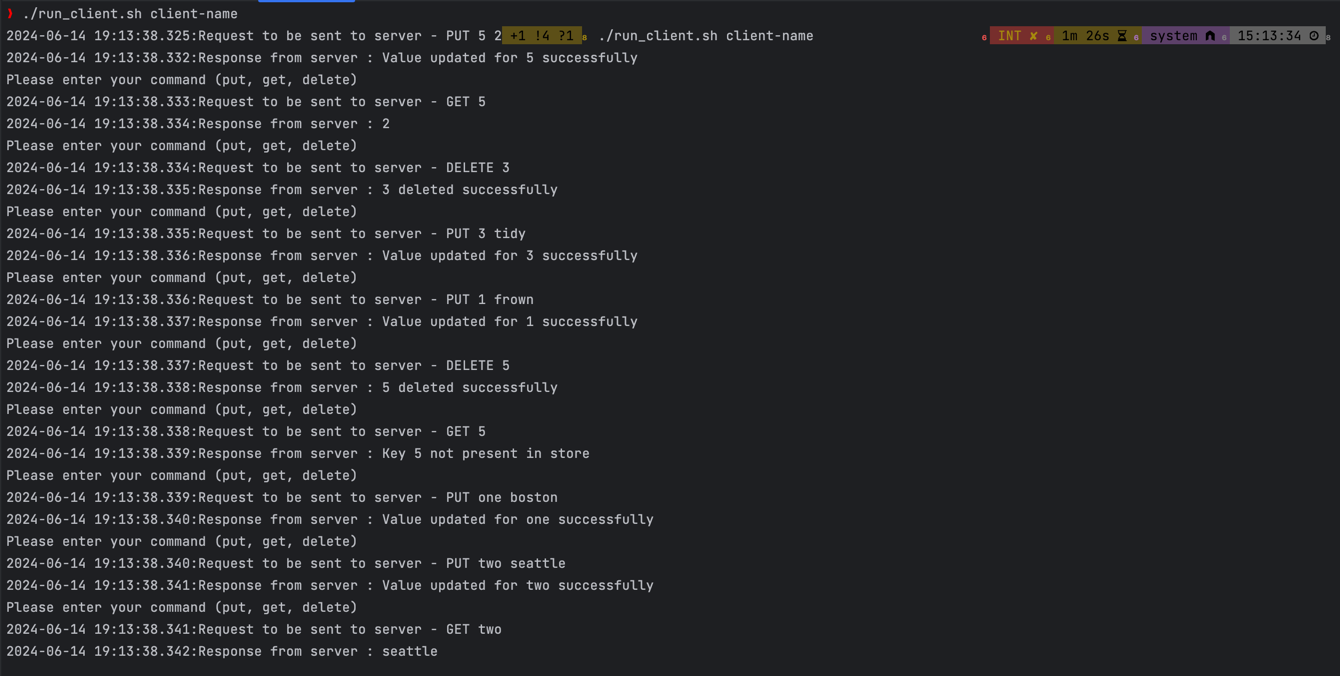 ❯ ./run_client.sh client-name
2024-06-14 19:13:38.325:Request to be sent to server - PUT 5 2 +1 !4 ?1 ./run_client.sh client-name INT ✘ 1m 26s system 15:13:34
2024-06-14 19:13:38.332:Response from server : Value updated for 5 successfully
Please enter your command (put, get, delete)
2024-06-14 19:13:38.333:Request to be sent to server - GET 5
2024-06-14 19:13:38.334:Response from server : 2
Please enter your command (put, get, delete)
2024-06-14 19:13:38.334:Request to be sent to server - DELETE 3
2024-06-14 19:13:38.335:Response from server : 3 deleted successfully
Please enter your command (put, get, delete)
2024-06-14 19:13:38.335:Request to be sent to server - PUT 3 tidy
2024-06-14 19:13:38.336:Response from server : Value updated for 3 successfully
Please enter your command (put, get, delete)
2024-06-14 19:13:38.336:Request to be sent to server - PUT 1 frown
2024-06-14 19:13:38.337:Response from server : Value updated for 1 successfully
Please enter your command (put, get, delete)
2024-06-14 19:13:38.337:Request to be sent to server - DELETE 5
2024-06-14 19:13:38.338:Response from server : 5 deleted successfully
Please enter your command (put, get, delete)
2024-06-14 19:13:38.338:Request to be sent to server - GET 5
2024-06-14 19:13:38.339:Response from server : Key 5 not present in store
Please enter your command (put, get, delete)
2024-06-14 19:13:38.339:Request to be sent to server - PUT one boston
2024-06-14 19:13:38.340:Response from server : Value updated for one successfully
Please enter your command (put, get, delete)
2024-06-14 19:13:38.340:Request to be sent to server - PUT two seattle
2024-06-14 19:13:38.341:Response from server : Value updated for two successfully
Please enter your command (put, get, delete)
2024-06-14 19:13:38.341:Request to be sent to server - GET two
2024-06-14 19:13:38.342:Response from server : seattle